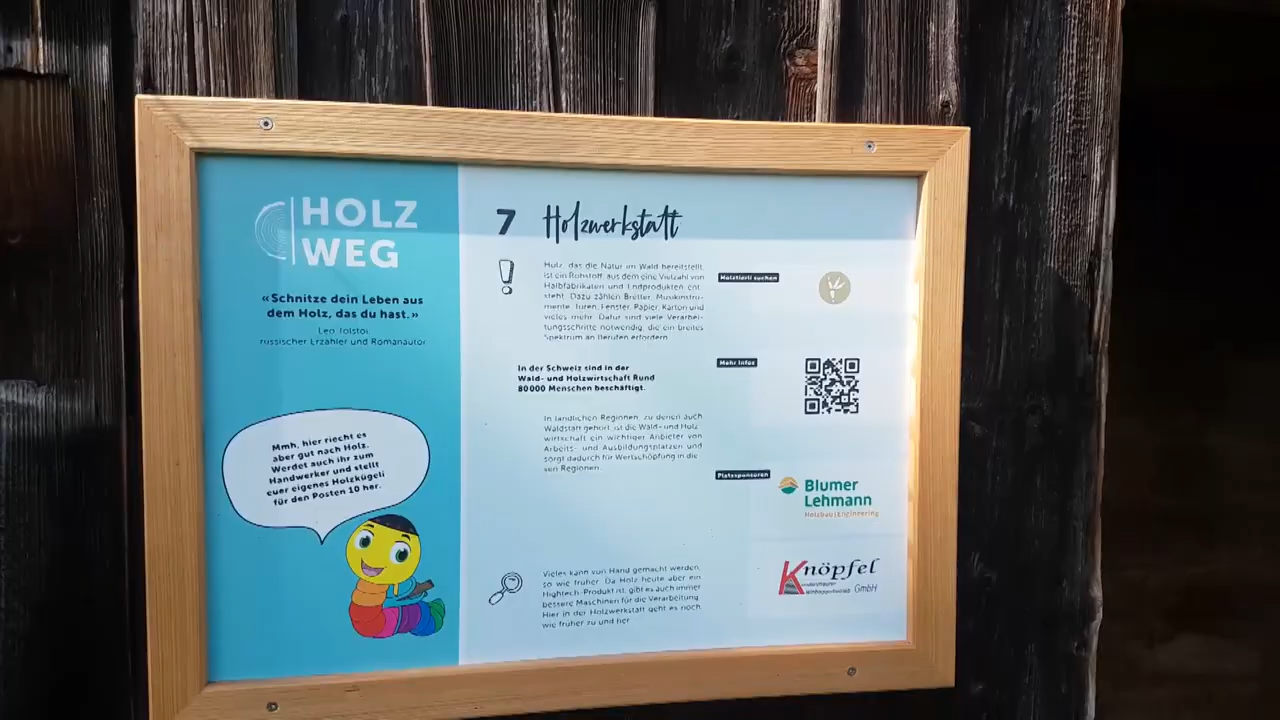 HOLZ
WEG
«Schnitze dein Leben aus
dem Holz, das du hast.»
Leo Tolstoi
russischer Erzähler und Romanautor
Mmh, hier riecht es
aber gut nach Holz.
Werdet auch ihr zum
Handwerker und stellt
euer eigenes Holzkügeli
für den Posten 10 her.
7 Holzwerkstatt
Holz, das die Natur im Wald bereitstellt,
ist ein Rohstoff, aus dem eine Vielzahl von
Halbfabrikaten und Endprodukten ent-
steht. Dazu zählen Bretter, Musikinstru-
mente, Türen, Fenster, Papier, Karton und
vieles mehr. Dafür sind viele Verarbei-
tungsschritte notwendig, die ein breites
Spektrum an Berufen erfordern.
In der Schweiz sind in der
Wald- und Holzwirtschaft Rund
80000 Menschen beschäftigt.
In ländlichen Regionen, zu denen auch
Waldstatt gehört, ist die Wald- und Holz-
wirtschaft ein wichtiger Anbieter von
Arbeits- und Ausbildungsplätzen und
sorgt dadurch für Wertschöpfung in die-
sen Regionen.
Vieles kann von Hand gemacht werden,
so wie früher. Da Holz heute aber ein
Hightech-Produkt ist, gibt es auch immer
bessere Maschinen für die Verarbeitung.
Hier in der Holzwerkstatt geht es noch
wie früher zu und her.
Holztierli suchen
Mehr Infos
Platzsponsoren
Blumer
Lehmann
Holzbau|Engineering
Knöpfel
GmbH